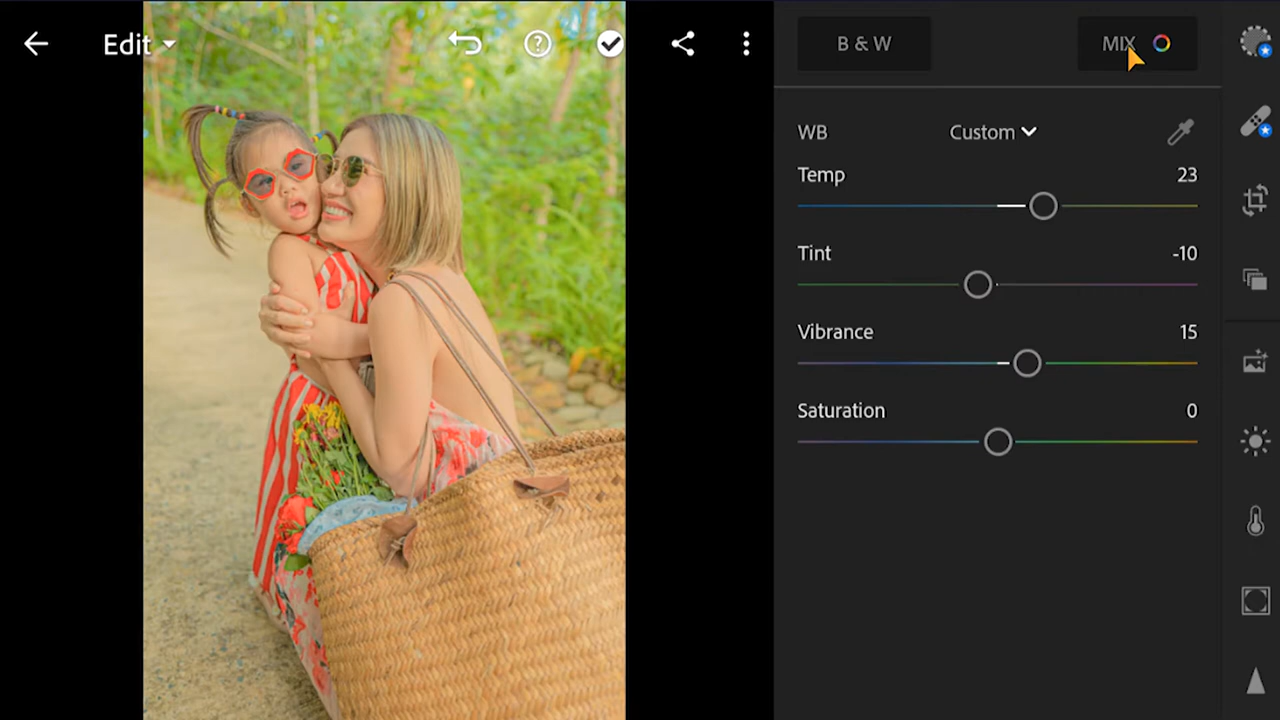 Edit
B & W
MIX
WB
Custom
Temp
23
Tint
-10
Vibrance
15
Saturation
0